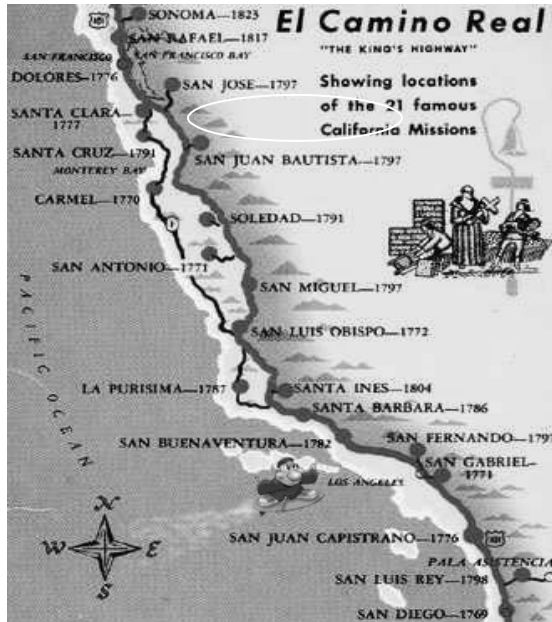 El Camino Real
"THE KING'S HIGHWAY"
Showing locations
of the 21 famous
California Missions
SONOMA—1823
SAN RAFAEL—1817
SAN FRANCISCO
SAN FRANCISCO BAY
DOLORES—1776
SAN JOSE—1797
SANTA CLARA—
1777
SANTA CRUZ—1791
SAN JUAN BAUTISTA—1797
MONTEREY BAY
CARMEL—1770
1
SOLEDAD—1791
SAN ANTONIO—1771
SAN MIGUEL—1797
SAN LUIS OBISPO—1772
LA PURISIMA—1787
SANTA INES—1804
SANTA BARBARA—1786
SAN BUENAVENTURA—1782
SAN FERNANDO—1797
SAN GABRIEL—
1771
LOS ANGELES
SAN JUAN CAPISTRANO—1776
101
PALA ASISTENCIA
SAN LUIS REY—1798
SAN DIEGO—1769
PACIFIC OCEAN
N
W E
S